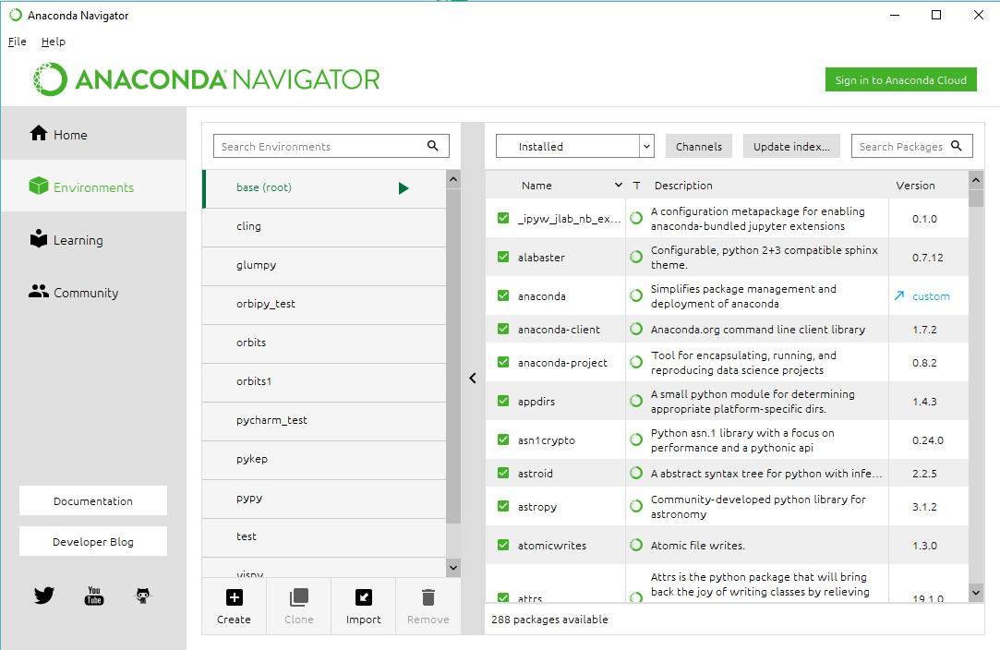 Anaconda Navigator
File Help
ANACONDA NAVIGATOR
Sign in to Anaconda Cloud
Home
Environments
Learning
Community
Documentation
Developer Blog
You
Tube
Search Environments
base (root)
cling
glumpy
orbipy_test
orbits
orbits1
pycharm_test
pykep
pypy
test
vispy
Create Clone Import Remove
Installed Channels Update index... Search Packages
Name T Description Version
_ipyw_jlab_nb_ex... A configuration metapackage for enabling
anaconda-bundled jupyter extensions 0.1.0
alabaster Configurable, python 2+3 compatible sphinx
theme. 0.7.12
anaconda Simplifies package management and
deployment of anaconda custom
anaconda-client Anaconda.org command line client library 1.7.2
anaconda-project Tool for encapsulating, running, and
reproducing data science projects 0.8.2
appdirs A small python module for determining
appropriate platform-specific dirs. 1.4.3
asn1crypto Python asn.1 library with a focus on
performance and a pythonic api 0.24.0
astroid A abstract syntax tree for python with infe... 2.2.5
astropy Community-developed python library for
astronomy 3.1.2
atomicwrites Atomic file writes. 1.3.0
attrs Attrs is the python package that will bring
back the joy of writing classes by relieving 19.1.0
288 packages available